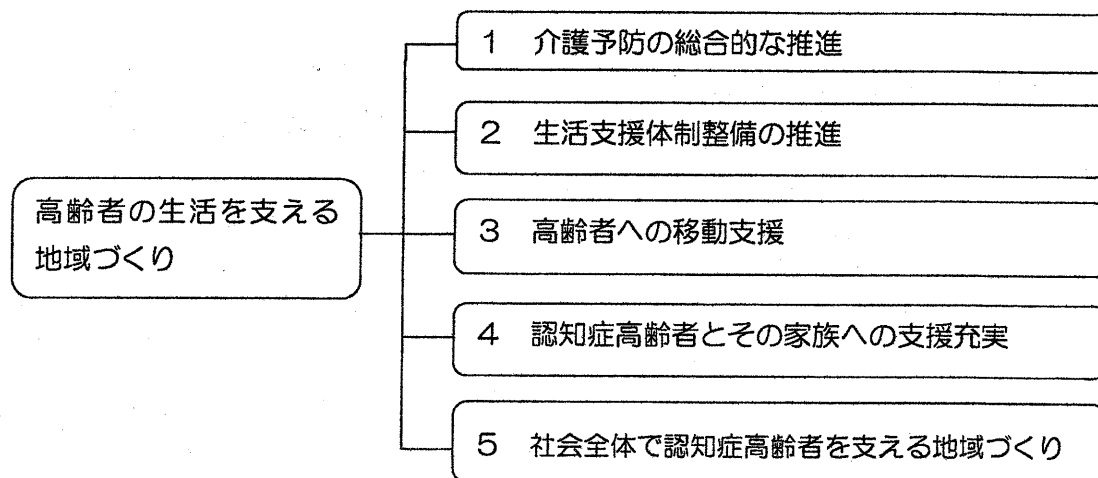 高齢者の生活を支える
地域づくり
1 介護予防の総合的な推進
2 生活支援体制整備の推進
3 高齢者への移動支援
4 認知症高齢者とその家族への支援充実
5 社会全体で認知症高齢者を支える地域づくり